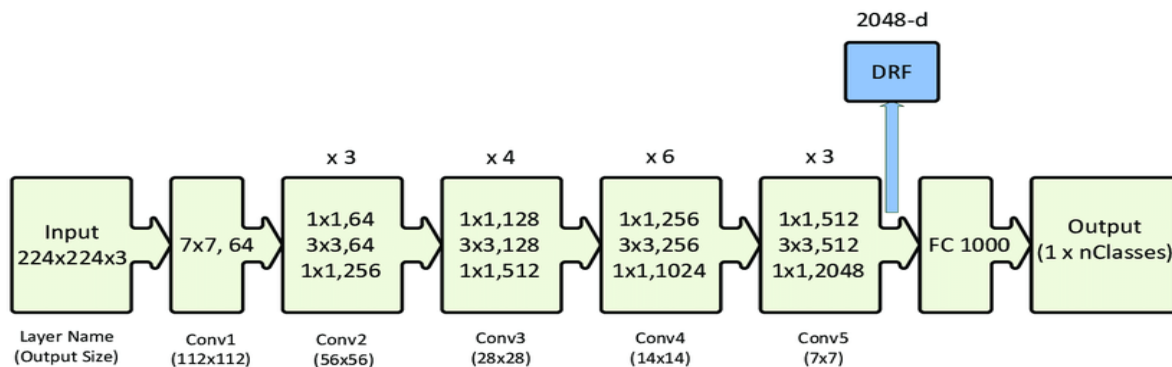 2048-d
DRF
x 3
x 4
x 6
x 3
Input
224x224x3
7x7, 64
1x1,64
3x3,64
1x1,256
1x1,128
3x3,128
1x1,512
1x1,256
3x3,256
1x1,1024
1x1,512
3x3,512
1x1,2048
FC 1000
Output
(1 x nClasses)
Layer Name
(Output Size)
Conv1
(112x112)
Conv2
(56x56)
Conv3
(28x28)
Conv4
(14x14)
Conv5
(7x7)